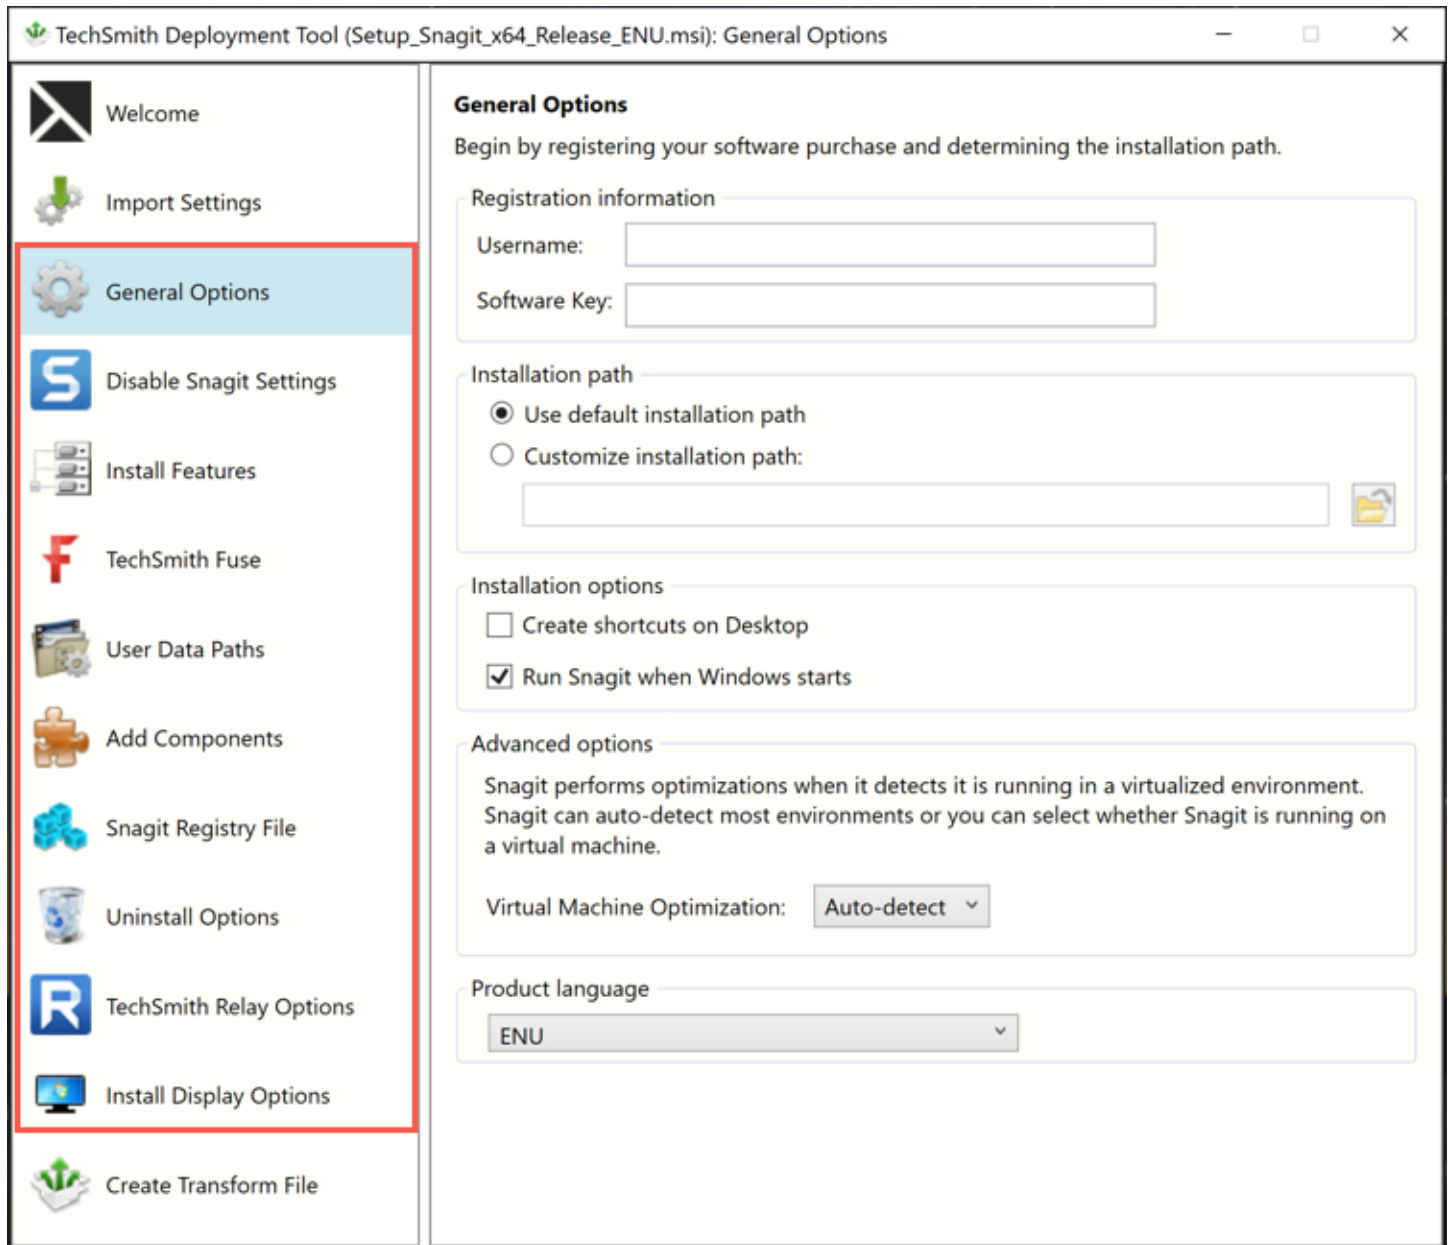 TechSmith Deployment Tool (Setup_Snagit_x64_Release_ENU.msi): General Options
Welcome
Import Settings
General Options
Disable Snagit Settings
Install Features
TechSmith Fuse
User Data Paths
Add Components
Snagit Registry File
Uninstall Options
TechSmith Relay Options
Install Display Options
Create Transform File
General Options
Begin by registering your software purchase and determining the installation path.
Registration information
Username:
Software Key:
Installation path
Use default installation path
Customize installation path:
Installation options
Create shortcuts on Desktop
Run Snagit when Windows starts
Advanced options
Snagit performs optimizations when it detects it is running in a virtualized environment.
Snagit can auto-detect most environments or you can select whether Snagit is running on
a virtual machine.
Virtual Machine Optimization: Auto-detect
Product language
ENU